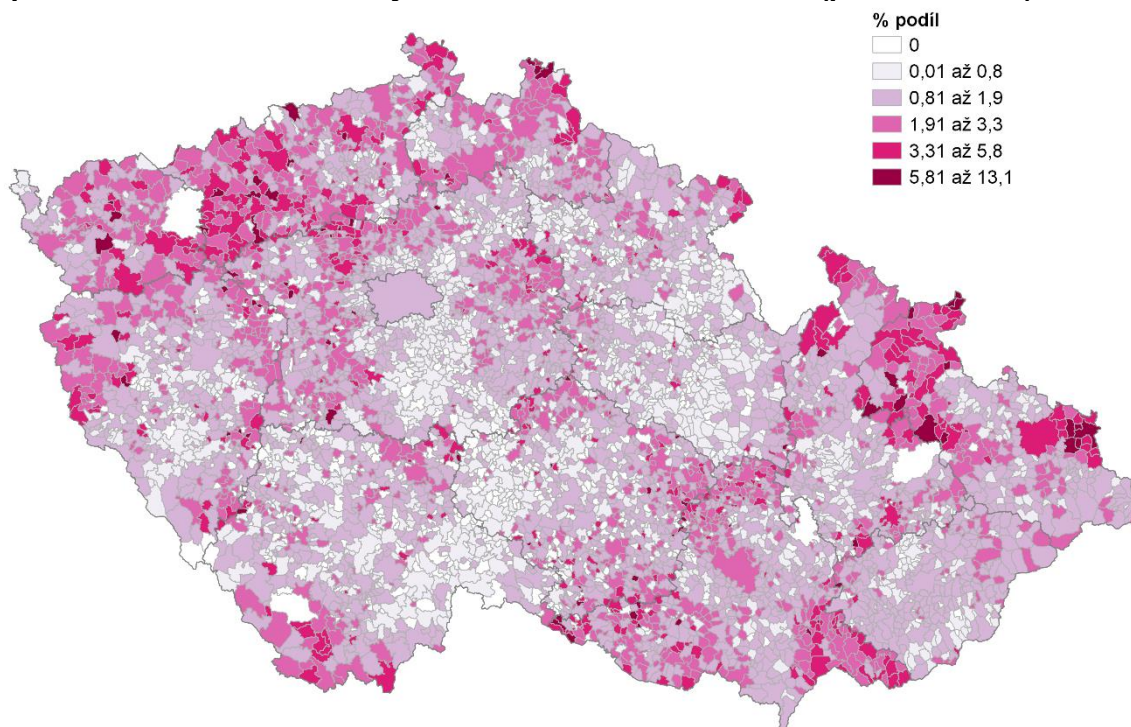 % podíl
0
0,01 až 0,8
0,81 až 1,9
1,91 až 3,3
3,31 až 5,8
5,81 až 13,1